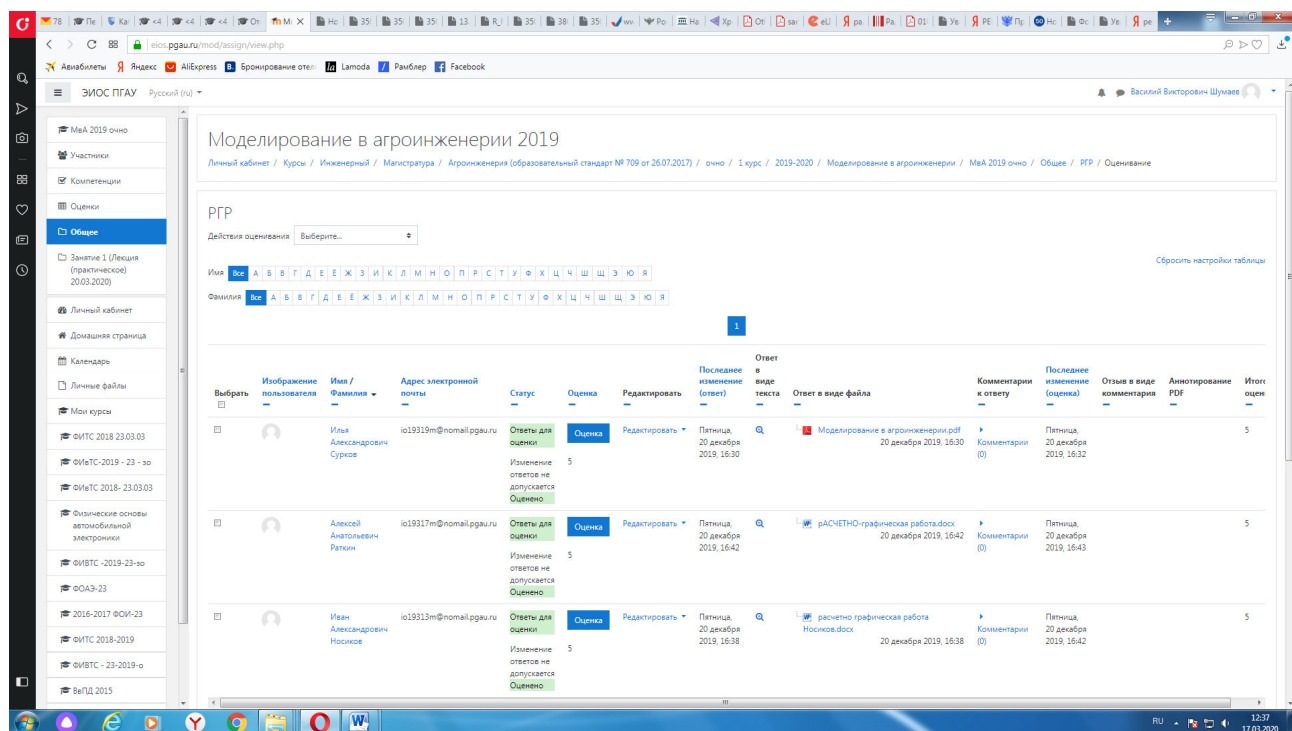 78
eios.pgau.ru/mod/assign/view.php
Авиабилеты Яндекс AliExpress Бронирование отел Lamoda Рамблер Facebook
ЭИОС ПГАУ Русский (ru)
Василий Викторович Шумаев
МвА 2019 очно
Участники
Компетенции
Оценки
Общее
Занятие 1 (Лекция
(практическое)
20.03.2020)
Личный кабинет
Домашняя страница
Календарь
Личные файлы
Мои курсы
ФИТС 2018 23.03.03
ФИвТС-2019 - 23 - зо
ФИвТС 2018- 23.03.03
Физические основы
автомобильной
электроники
ФИВТС -2019-23-зо
ФОАЭ-23
2016-2017 ФОИ-23
ФИТС 2018-2019
ФИВТС - 23-2019-о
ВвПД 2015
Моделирование в агроинженерии 2019
Личный кабинет / Курсы / Инженерный / Магистратура / Агроинженерия (образовательный стандарт № 709 от 26.07.2017) / очно / 1 курс / 2019-2020 / Моделирование в агроинженерии / МвА 2019 очно / Общее / РГР / Оценивание
РГР
Действия оценивания Выберите...
Сбросить настройки таблицы
Имя Все А Б В Г Д Е Ё Ж З И К Л М Н О П Р С Т У Ф Х Ц Ч Ш Щ Э Ю Я
Фамилия Все А Б В Г Д Е Ё Ж З И К Л М Н О П Р С Т У Ф Х Ц Ч Ш Щ Э Ю Я
1
Выбрать
Изображение
пользователя
Имя /
Фамилия
Адрес электронной
почты
Статус
Оценка
Редактировать
Последнее
изменение
(ответ)
Ответ
в
виде
текста
Ответ в виде файла
Комментарии
к ответу
Последнее
изменение
(оценка)
Отзыв в виде
комментария
Аннотирование
PDF
Илья
Александрович
Сурков
io19319m@nomail.pgau.ru
Ответы для
оценки
Изменение
ответов не
допускается
Оценено
Оценка
5
Редактировать
Пятница,
20 декабря
2019, 16:30
Моделирование в агроинженерии.pdf
20 декабря 2019, 16:30
Комментарии
(0)
Пятница,
20 декабря
2019, 16:32
5
Алексей
Анатольевич
Раткин
io19317m@nomail.pgau.ru
Ответы для
оценки
Изменение
ответов не
допускается
Оценено
Оценка
5
Редактировать
Пятница,
20 декабря
2019, 16:42
рАСЧЕТНО-графическая работа.docx
20 декабря 2019, 16:42
Комментарии
(0)
Пятница,
20 декабря
2019, 16:43
5
Иван
Александрович
Носиков
io19313m@nomail.pgau.ru
Ответы для
оценки
Изменение
ответов не
допускается
Оценено
Оценка
5
Редактировать
Пятница,
20 декабря
2019, 16:38
расчетно графическая работа
Носиков.docx
20 декабря 2019, 16:38
Комментарии
(0)
Пятница,
20 декабря
2019, 16:42
5
RU
12:37
17.03.2020